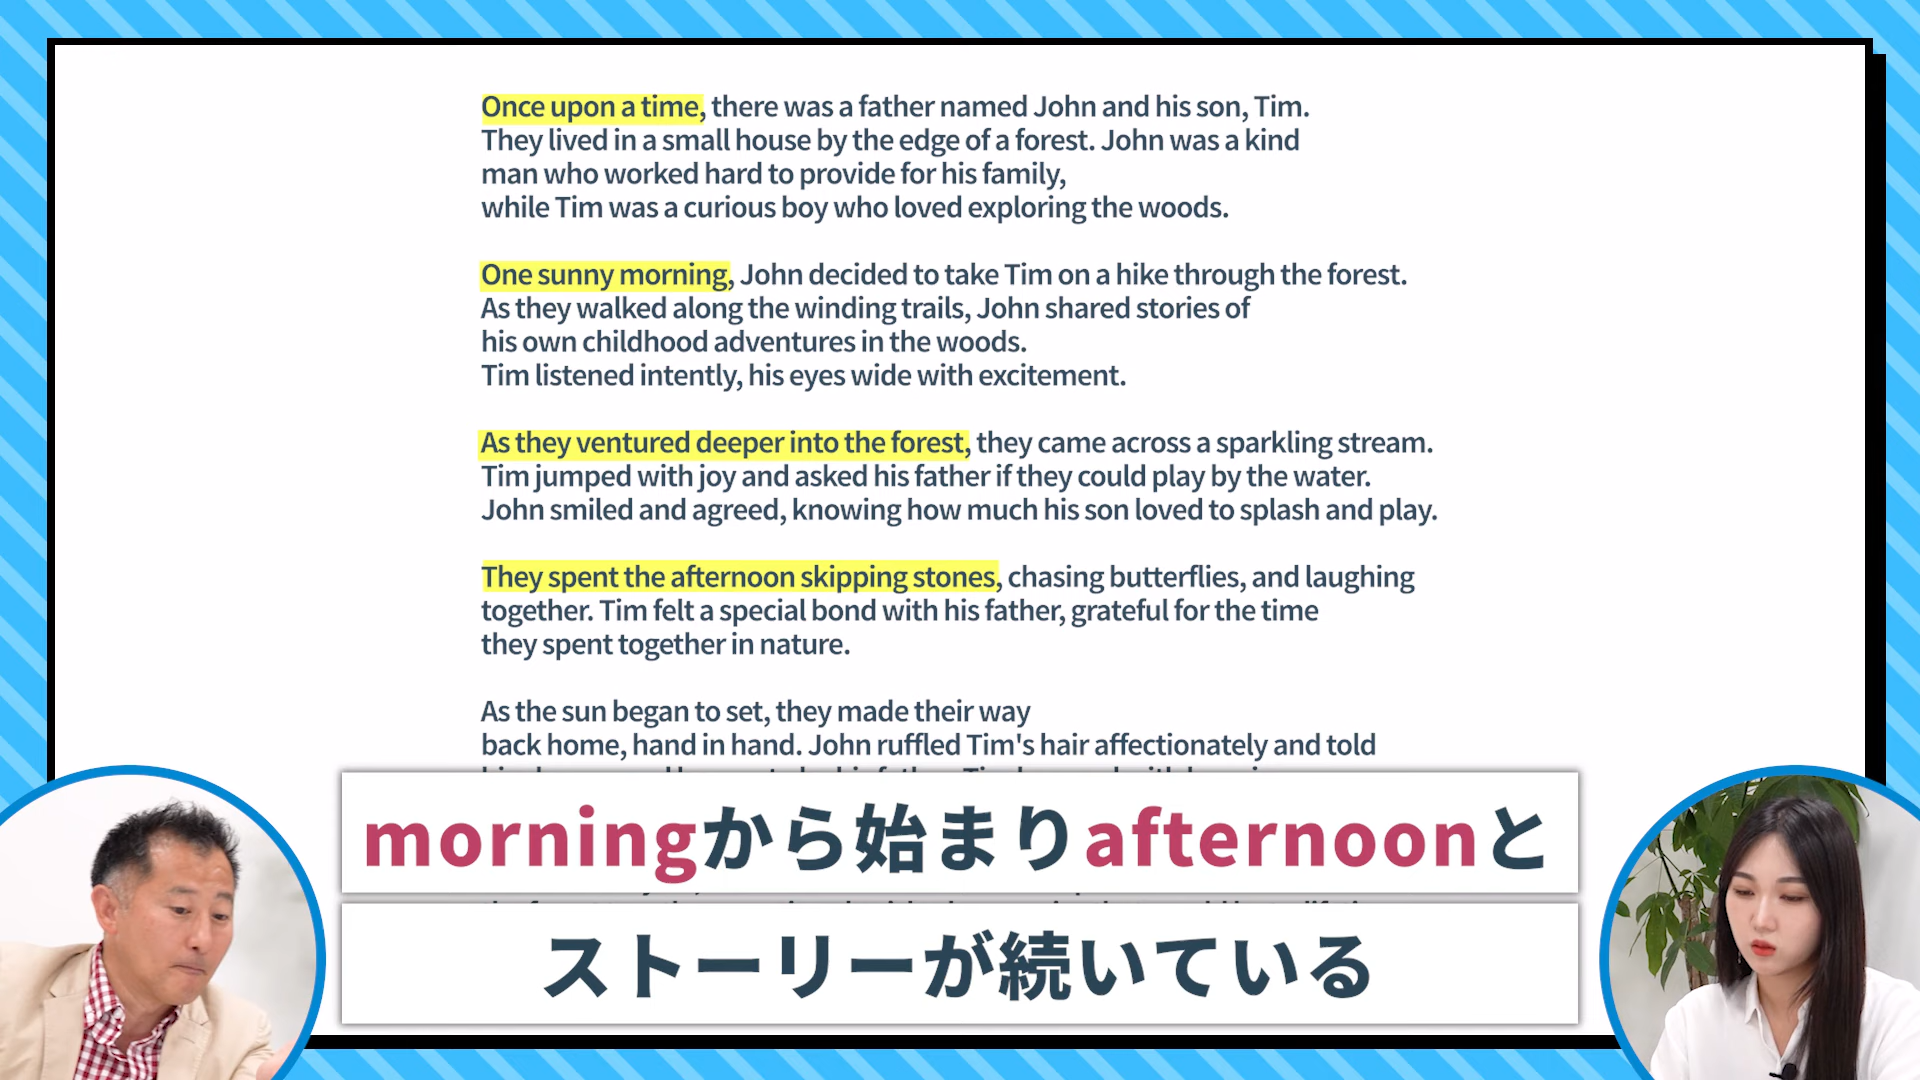 Once upon a time, there was a father named John and his son, Tim.
They lived in a small house by the edge of a forest. John was a kind
man who worked hard to provide for his family,
while Tim was a curious boy who loved exploring the woods.
One sunny morning, John decided to take Tim on a hike through the forest.
As they walked along the winding trails, John shared stories of
his own childhood adventures in the woods.
Tim listened intently, his eyes wide with excitement.
As they ventured deeper into the forest, they came across a sparkling stream.
Tim jumped with joy and asked his father if they could play by the water.
John smiled and agreed, knowing how much his son loved to splash and play.
They spent the afternoon skipping stones, chasing butterflies, and laughing
together. Tim felt a special bond with his father, grateful for the time
they spent together in nature.
As the sun began to set, they made their way
back home, hand in hand. John ruffled Tim's hair affectionately and told
morningから始まりafternoonと
ストーリーが続いている